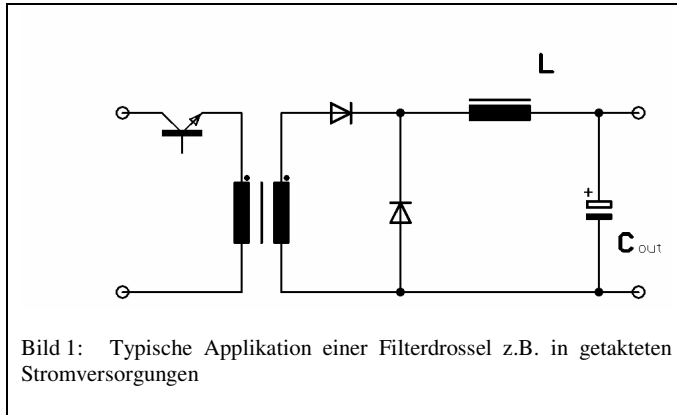 L
+
C out
Bild 1: Typische Applikation einer Filterdrossel z.B. in getakteten
Stromversorgungen